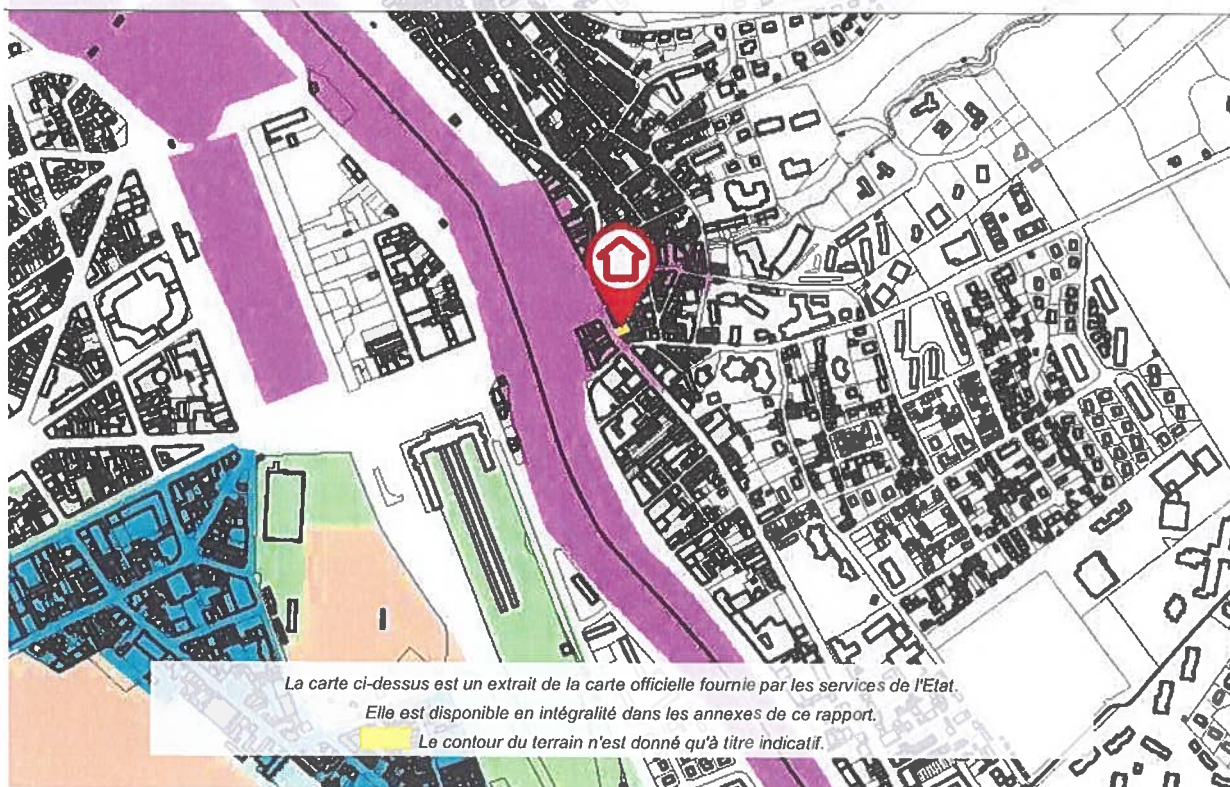 La carte ci-dessus est un extrait de la carte officielle fournie par les services de l'Etat.
Elle est disponible en intégralité dans les annexes de ce rapport.
Le contour du terrain n'est donné qu'à titre indicatif.